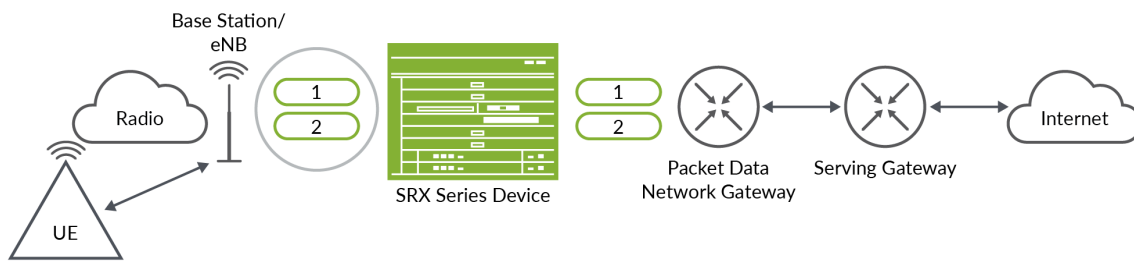 Base Station/
eNB
Radio
UE
1
2
SRX Series Device
1
2
Packet Data
Network Gateway
Serving Gateway
Internet